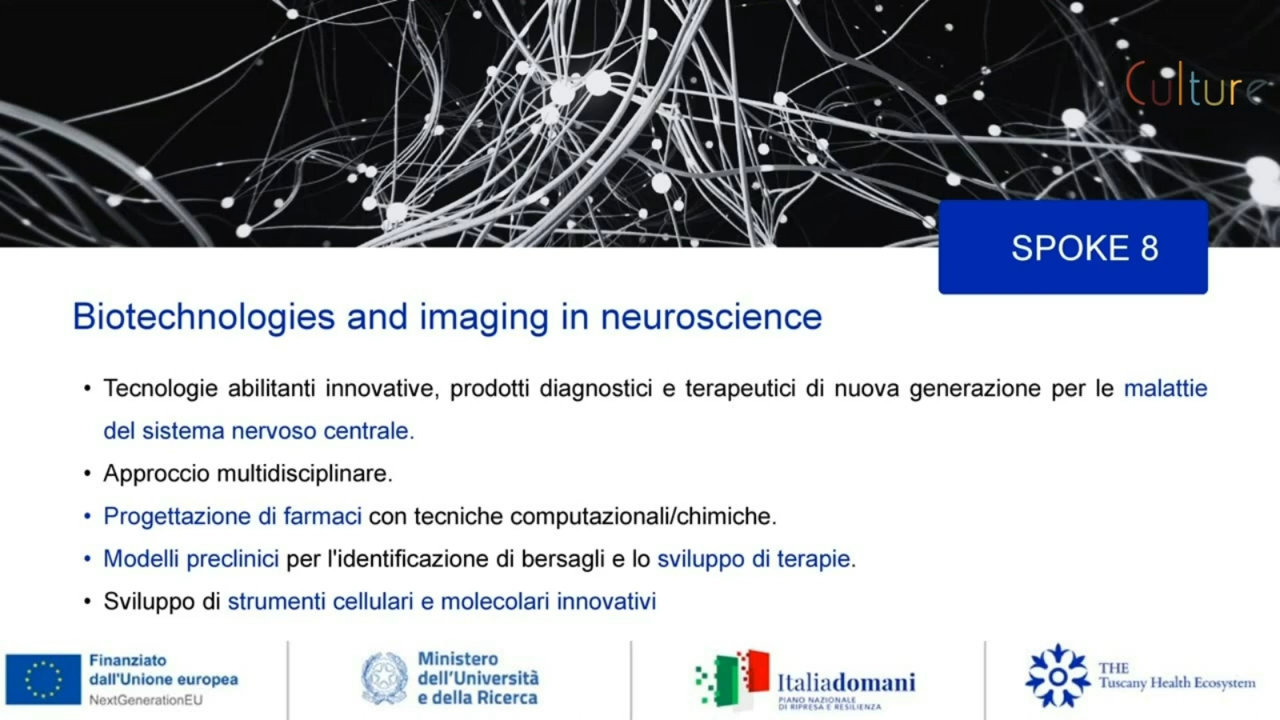 Culture
SPOKE 8
Biotechnologies and imaging in neuroscience
• Tecnologie abilitanti innovative, prodotti diagnostici e terapeutici di nuova generazione per le malattie
del sistema nervoso centrale.
• Approccio multidisciplinare.
• Progettazione di farmaci con tecniche computazionali/chimiche.
• Modelli preclinici per l'identificazione di bersagli e lo sviluppo di terapie.
• Sviluppo di strumenti cellulari e molecolari innovativi
Finanziato
dall'Unione europea
NextGenerationEU
Ministero
dell'Università
e della Ricerca
Italiadomani
PIANO NAZIONALE
DI RIPRESA E RESILIENZA
THE
Tuscany Health Ecosystem